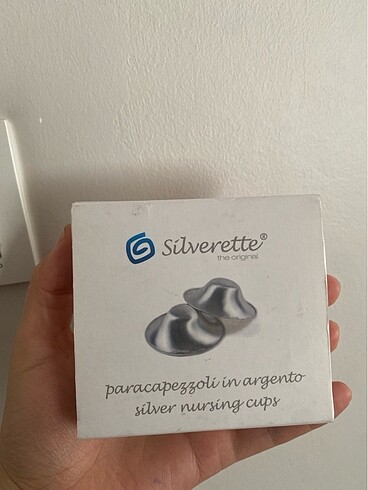 Silverette®
the original
paracapezzoli in argento
silver nursing cups